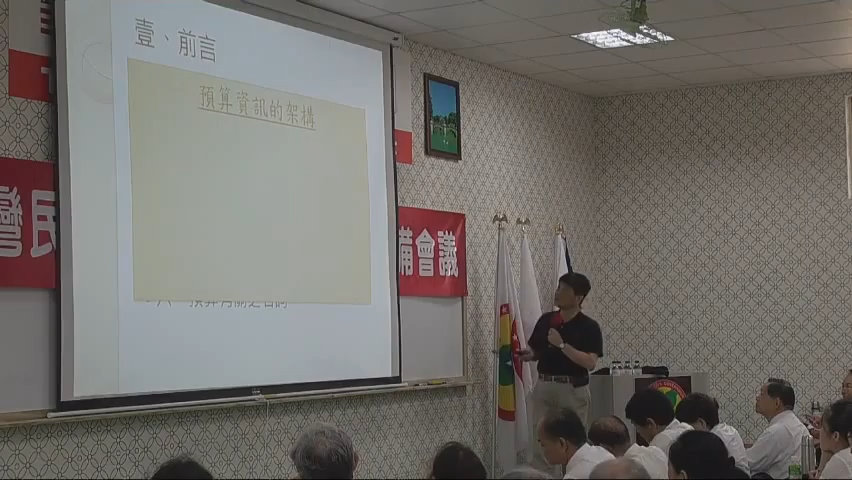 壹、前言
預算資訊的架構
灣民
備會議